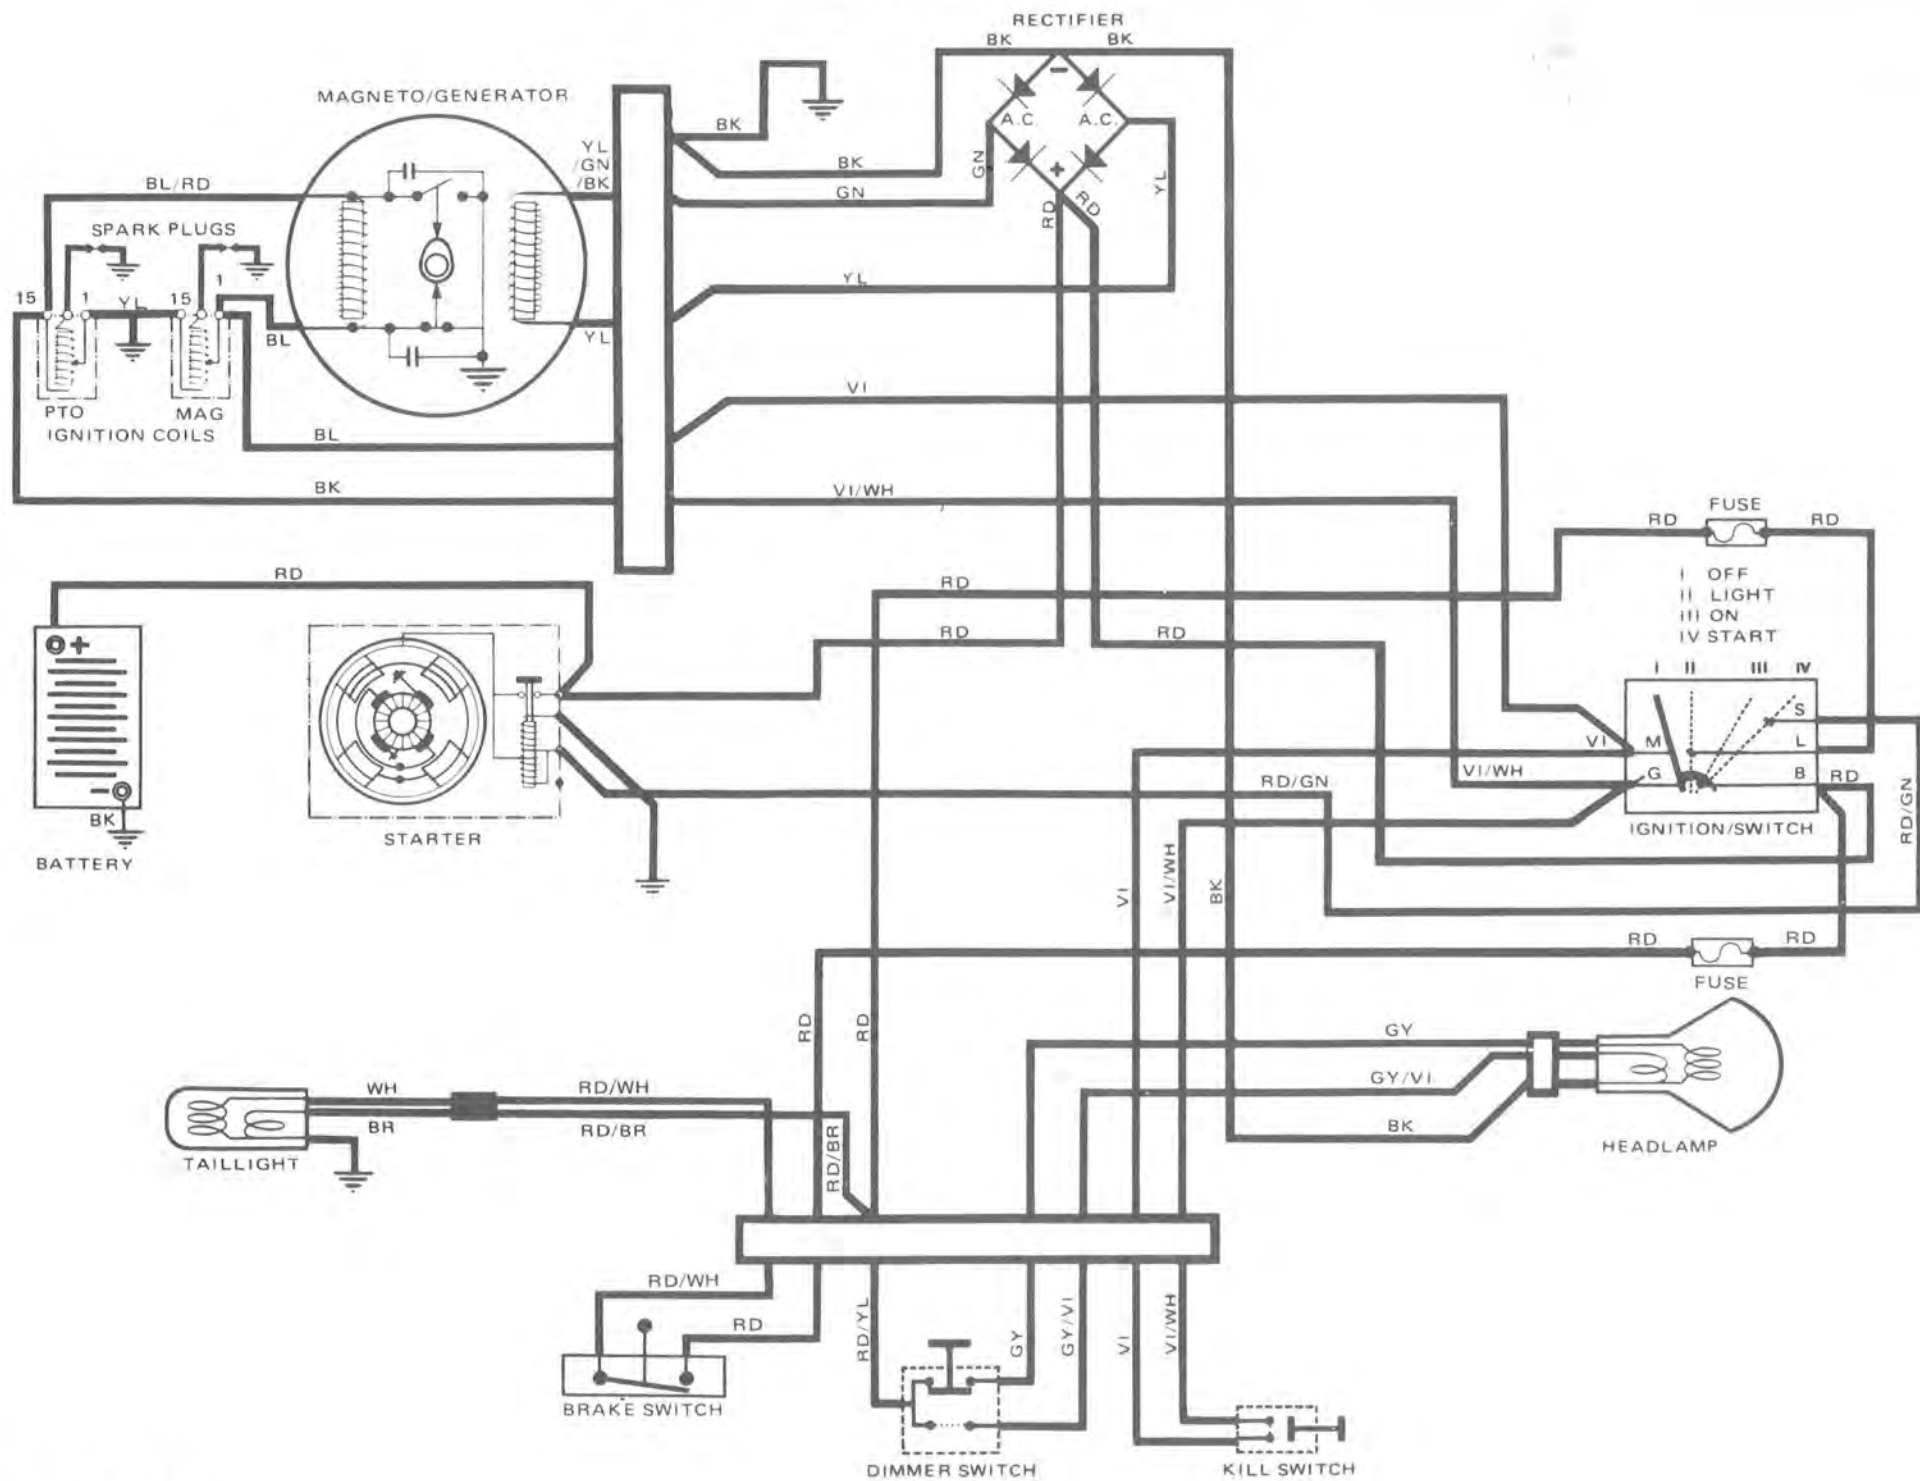 RECTIFIER
BK
BK
MAGNETO/GENERATOR
BK
YL
/GN
/BK
A.C.
A.C.
BK
GN
YL
+
GN
RD
RD
BL/RD
SPARK PLUGS
15
1
YL
15
1
BL
YL
YL
VI
PTO
MAG
IGNITION COILS
BL
BK
VI/WH
FUSE
RD
RD
RD
RD
RD
RD
I OFF
II LIGHT
III ON
IV START
I II III IV
S
VI
M
L
VI/WH
G
B
RD
RD/GN
IGNITION/SWITCH
RD/GN
+
-
BK
BATTERY
STARTER
VI
VI/WH
BK
RD
RD
FUSE
RD
RD
GY
GY/VI
BK
HEADLAMP
WH
RD/WH
BR
RD/BR
RD/BR
TAILLIGHT
RD/WH
RD
RD/YL
GY
GY/VI
VI
VI/WH
BRAKE SWITCH
DIMMER SWITCH
KILL SWITCH